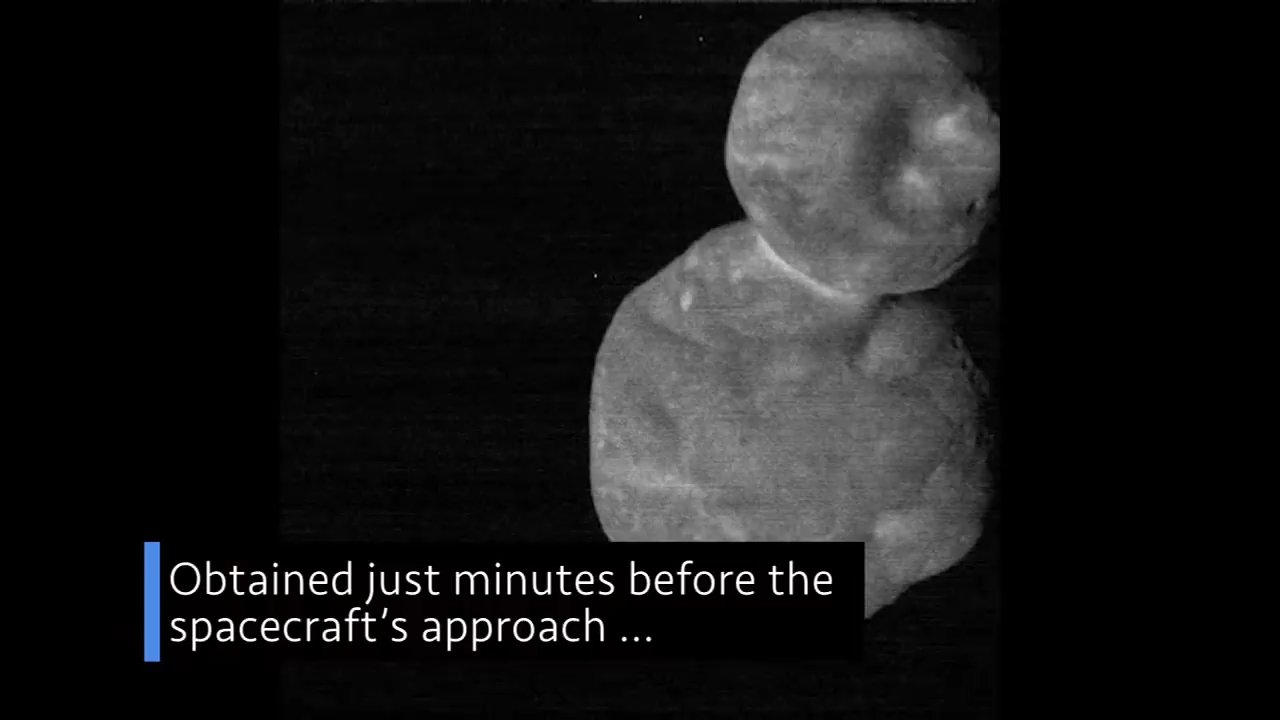 Obtained just minutes before the
spacecraft’s approach ...